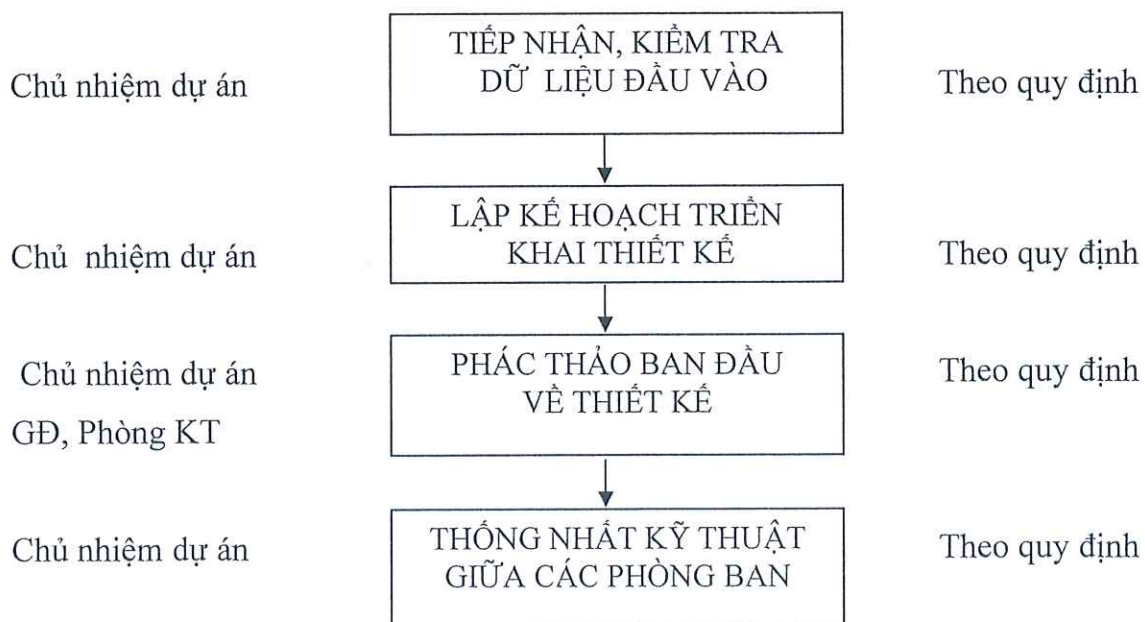 TIẾP NHẬN, KIỂM TRA
DỮ LIỆU ĐẦU VÀO
Chủ nhiệm dự án
Theo quy định
LẬP KẾ HOẠCH TRIỂN
KHAI THIẾT KẾ
Chủ nhiệm dự án
Theo quy định
PHÁC THẢO BAN ĐẦU
VỀ THIẾT KẾ
Chủ nhiệm dự án
GĐ, Phòng KT
Theo quy định
THỐNG NHẤT KỸ THUẬT
GIỮA CÁC PHÒNG BAN
Chủ nhiệm dự án
Theo quy định